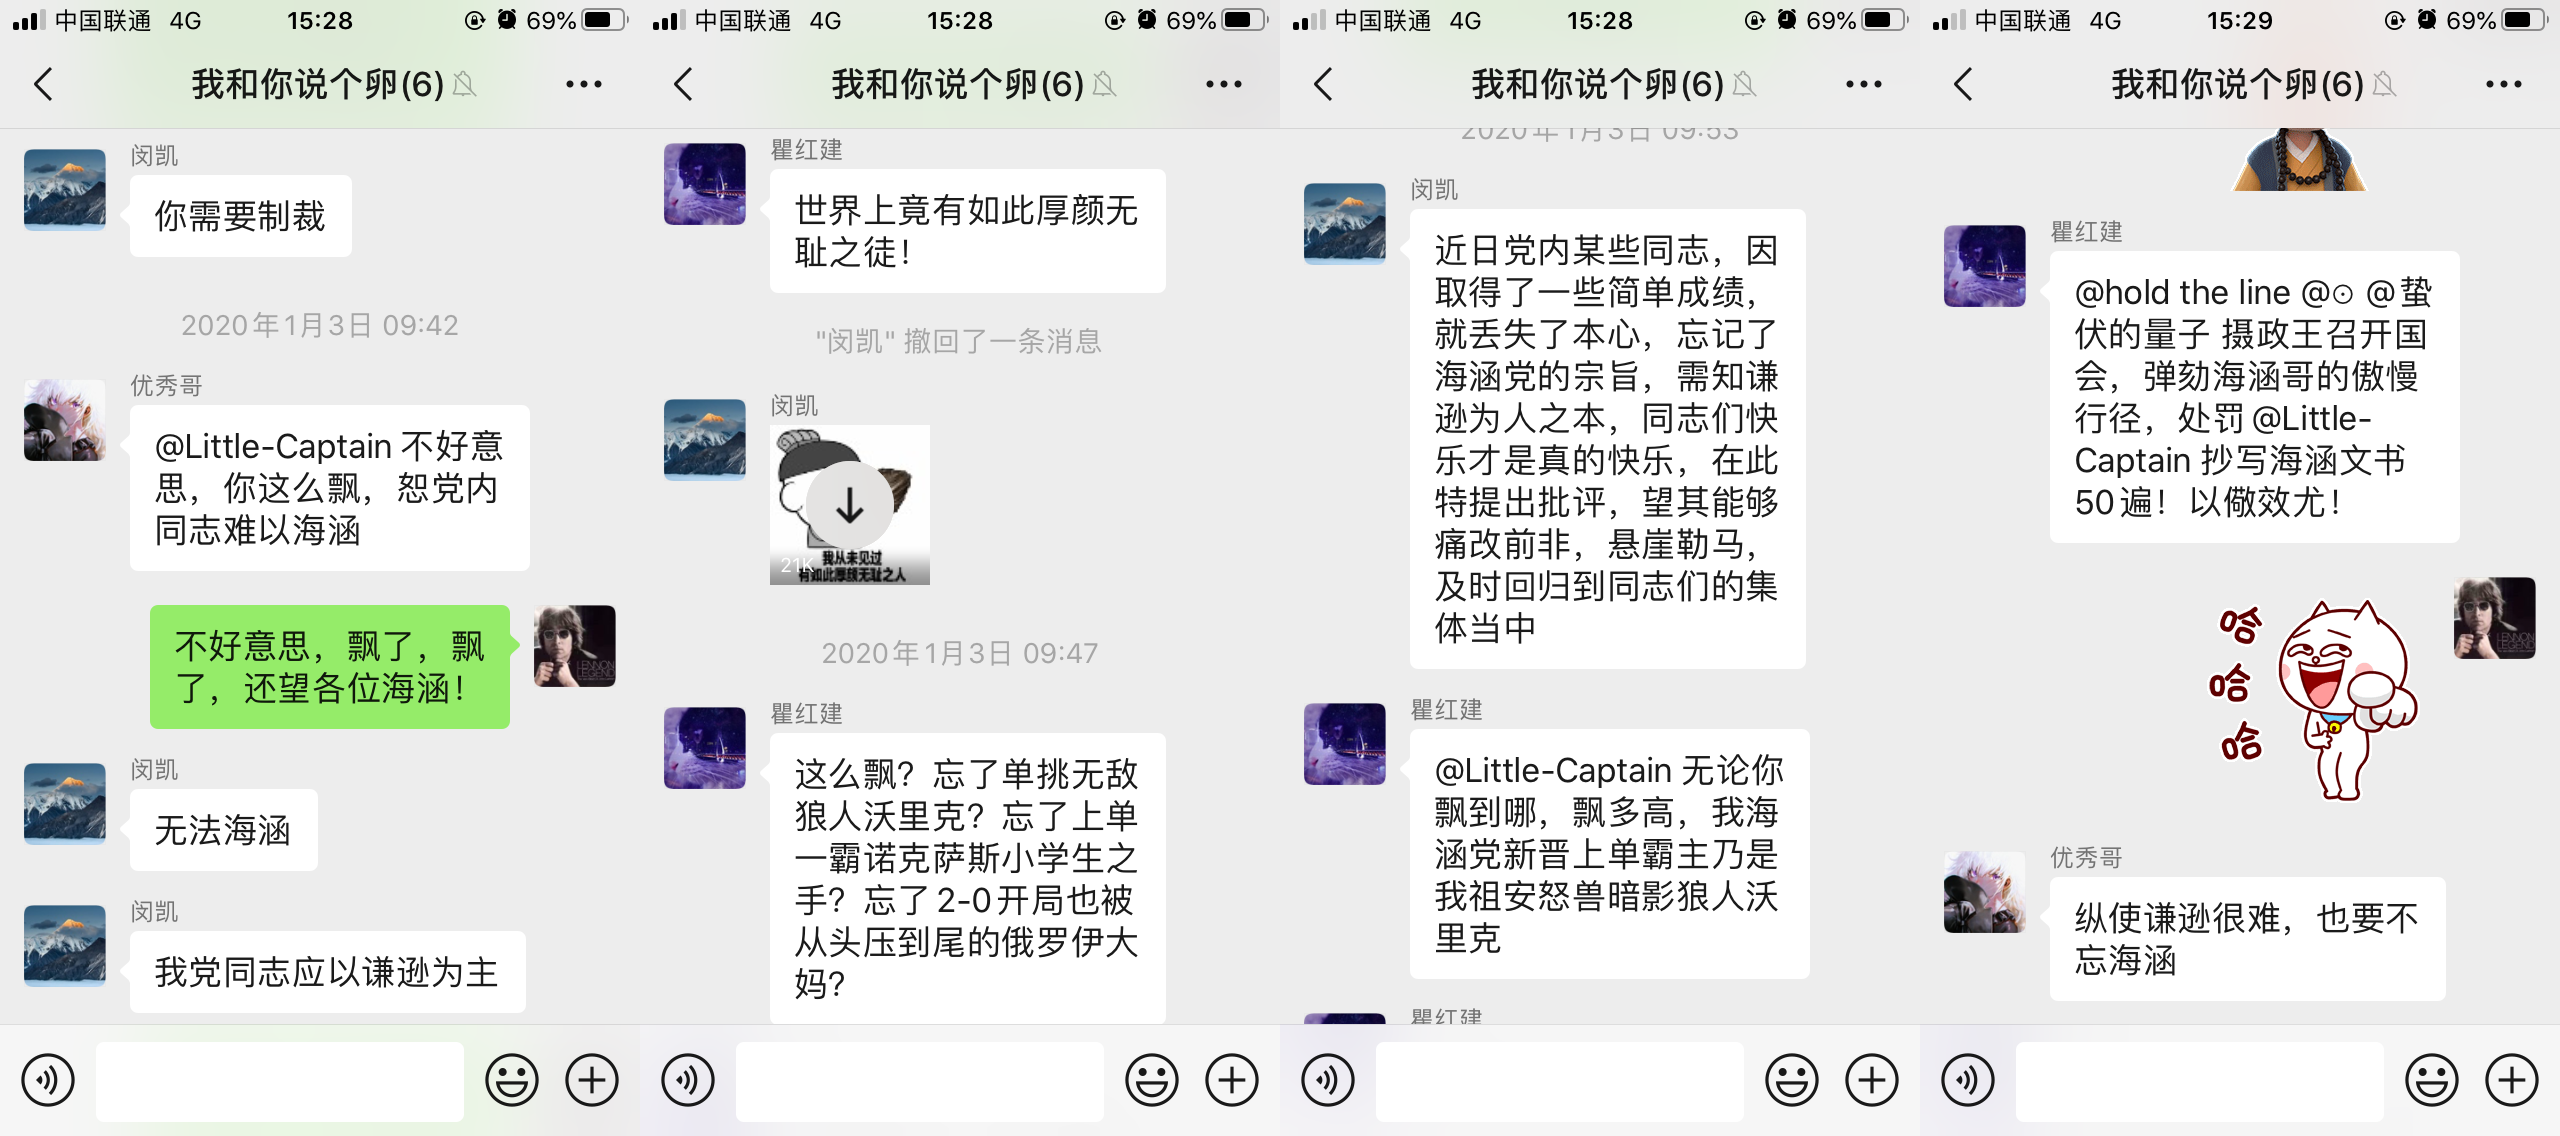 中国联通 4G 15:28 69%
我和你说个卵(6)
闵凯
你需要制裁
2020年1月3日 09:42
优秀哥
@Little-Captain 不好意
思，你这么飘，恕党内
同志难以海涵
不好意思，飘了，飘
了，还望各位海涵！
LENNON
LEGEND
闵凯
无法海涵
闵凯
我党同志应以谦逊为主
中国联通 4G 15:28 69%
我和你说个卵(6)
瞿红建
世界上竟有如此厚颜无
耻之徒！
"闵凯" 撤回了一条消息
闵凯
我从未见过
21K
有如此厚颜无耻之人
2020年1月3日 09:47
瞿红建
这么飘？忘了单挑无敌
狼人沃里克？忘了上单
一霸诺克萨斯小学生之
手？忘了2-0开局也被
从头压到尾的俄罗伊大
妈？
中国联通 4G 15:28 69%
我和你说个卵(6)
2020年1月3日 09:53
闵凯
近日党内某些同志，因
取得了一些简单成绩，
就丢失了本心，忘记了
海涵党的宗旨，需知谦
逊为人之本，同志们快
乐才是真的快乐，在此
特提出批评，望其能够
痛改前非，悬崖勒马，
及时回归到同志们的集
体当中
瞿红建
@Little-Captain 无论你
飘到哪，飘多高，我海
涵党新晋上单霸主乃是
我祖安怒兽暗影狼人沃
里克
瞿红建
中国联通 4G 15:29 69%
我和你说个卵(6)
瞿红建
@hold the line @⊙ @蛰
伏的量子 摄政王召开国
会，弹劾海涵哥的傲慢
行径，处罚@Little-
Captain 抄写海涵文书
50遍！以儆效尤！
哈
哈
哈
LENNON
LEGEND
优秀哥
纵使谦逊很难，也要不
忘海涵